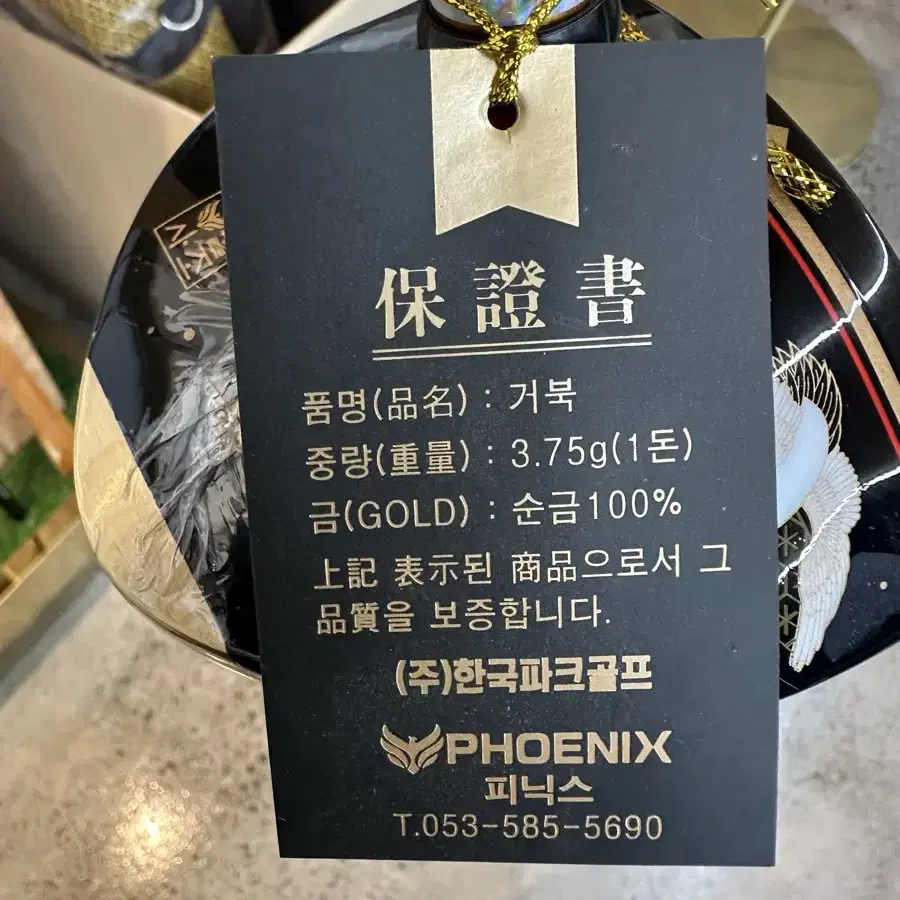 保證書
품명(品名) : 거북
중량(重量) : 3.75g(1돈)
금(GOLD) : 순금100%
上記 表示된 商品으로서 그
品質을 보증합니다.
(주)한국파크골프
PHOENIX
피닉스
T.053-585-5690